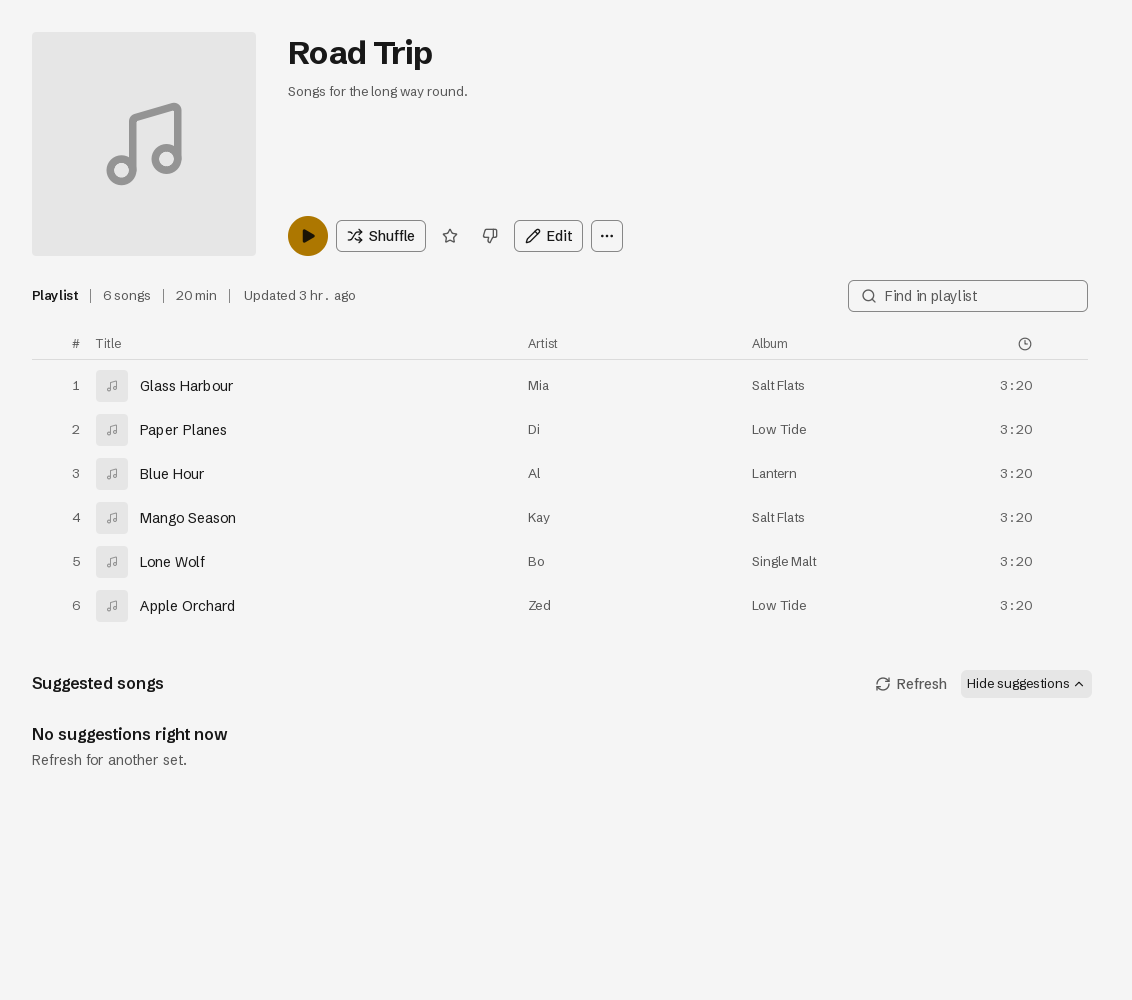 Road Trip
Songs for the long way round.
Shuffle Edit
Playlist 6 songs 20 min Updated 3 hr. ago Find in playlist
# Title Artist Album
1 Glass Harbour Mia Salt Flats 3:20
2 Paper Planes Di Low Tide 3:20
3 Blue Hour Al Lantern 3:20
4 Mango Season Kay Salt Flats 3:20
5 Lone Wolf Bo Single Malt 3:20
6 Apple Orchard Zed Low Tide 3:20
Suggested songs Refresh Hide suggestions
No suggestions right now
Refresh for another set.